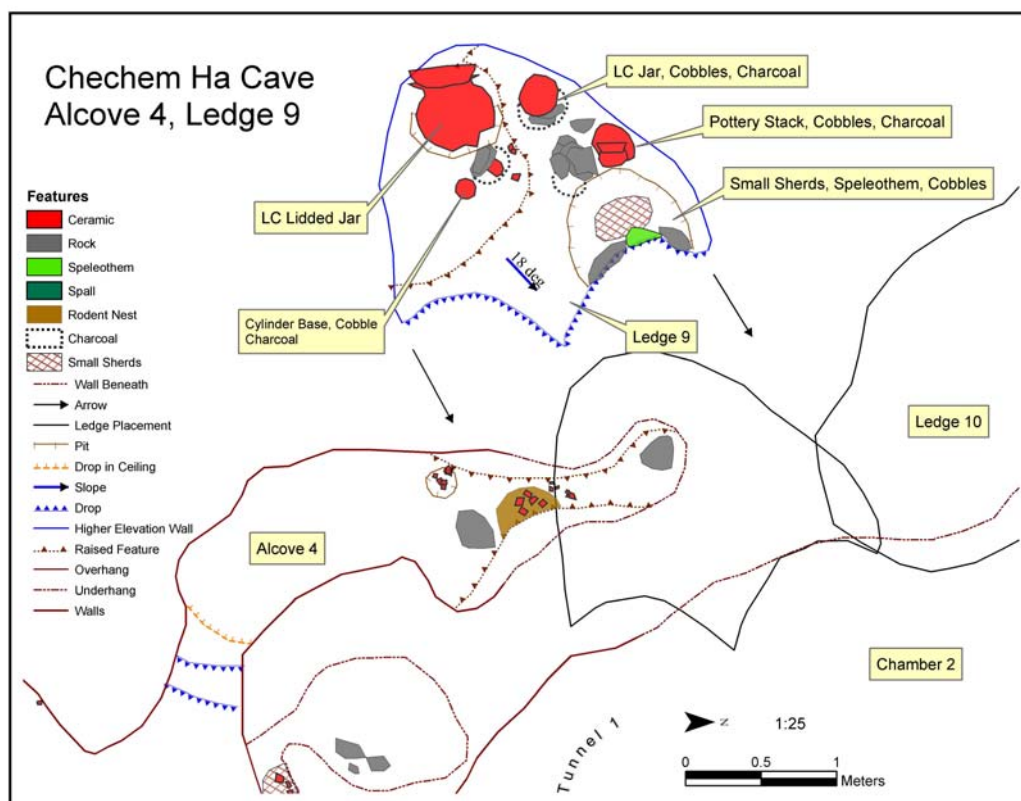 Chechem Ha Cave
Alcove 4, Ledge 9
LC Jar, Cobbles, Charcoal
Pottery Stack, Cobbles, Charcoal
Small Sherds, Speleothem, Cobbles
LC Lidded Jar
18 deg
Cylinder Base, Cobble
Charcoal
Ledge 9
Ledge 10
Alcove 4
Chamber 2
Tunnel 1
Features
Ceramic
Rock
Speleothem
Spall
Rodent Nest
Charcoal
Small Sherds
Wall Beneath
Arrow
Ledge Placement
Pit
Drop in Ceiling
Slope
Drop
Higher Elevation Wall
Raised Feature
Overhang
Underhang
Walls
N
1:25
0 0.5 1
Meters